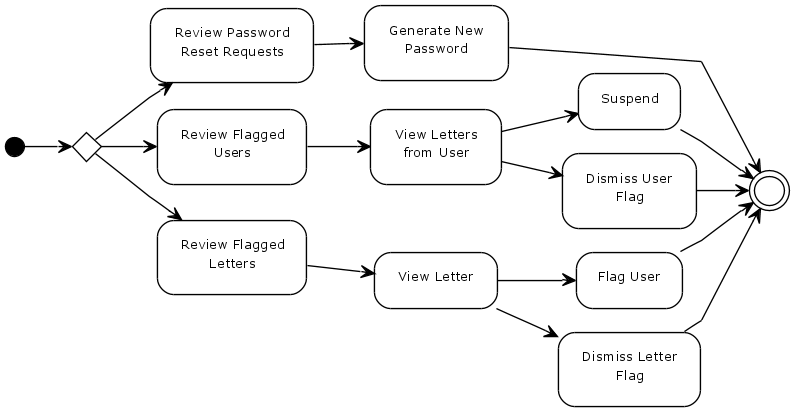 Review Password
Reset Requests
Generate New
Password
Suspend
Review Flagged
Users
View Letters
from User
Dismiss User
Flag
Review Flagged
Letters
View Letter
Flag User
Dismiss Letter
Flag